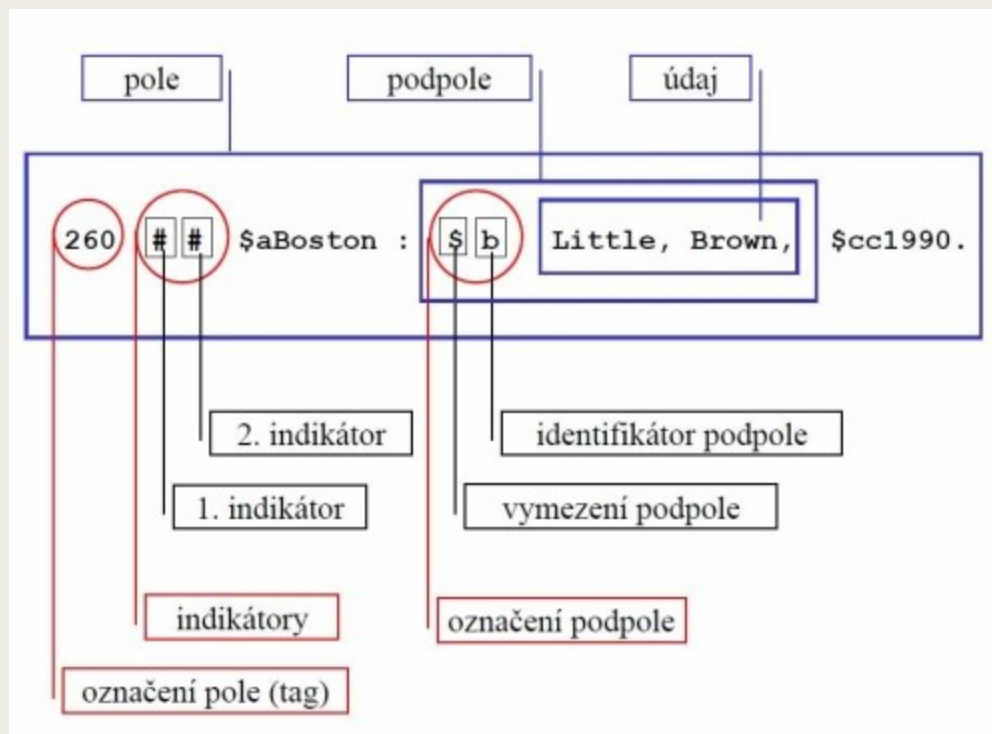 pole podpole údaj
260 # # $aBoston : $ b Little, Brown, $cc1990.
2. indikátor identifikátor podpole
1. indikátor vymezení podpole
indikátory označení podpole
označení pole (tag)